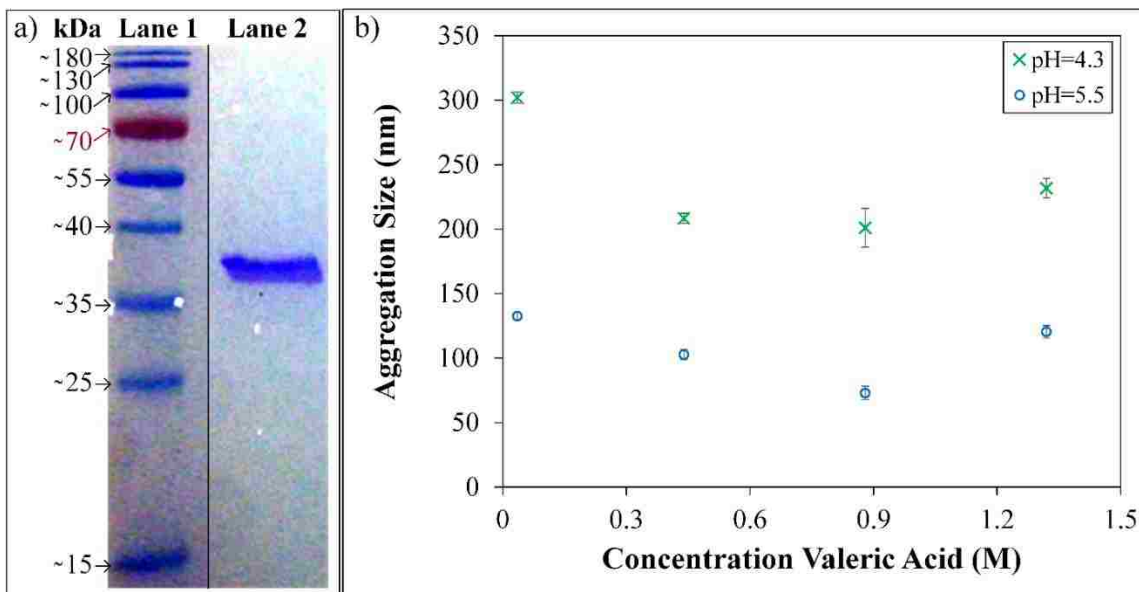 a) kDa Lane 1 Lane 2
~180
~130
~100
~70
~55
~40
~35
~25
~15
b)
350
300
250
200
150
100
50
0
Aggregation Size (nm)
pH=4.3
pH=5.5
0 0.3 0.6 0.9 1.2 1.5
Concentration Valeric Acid (M)